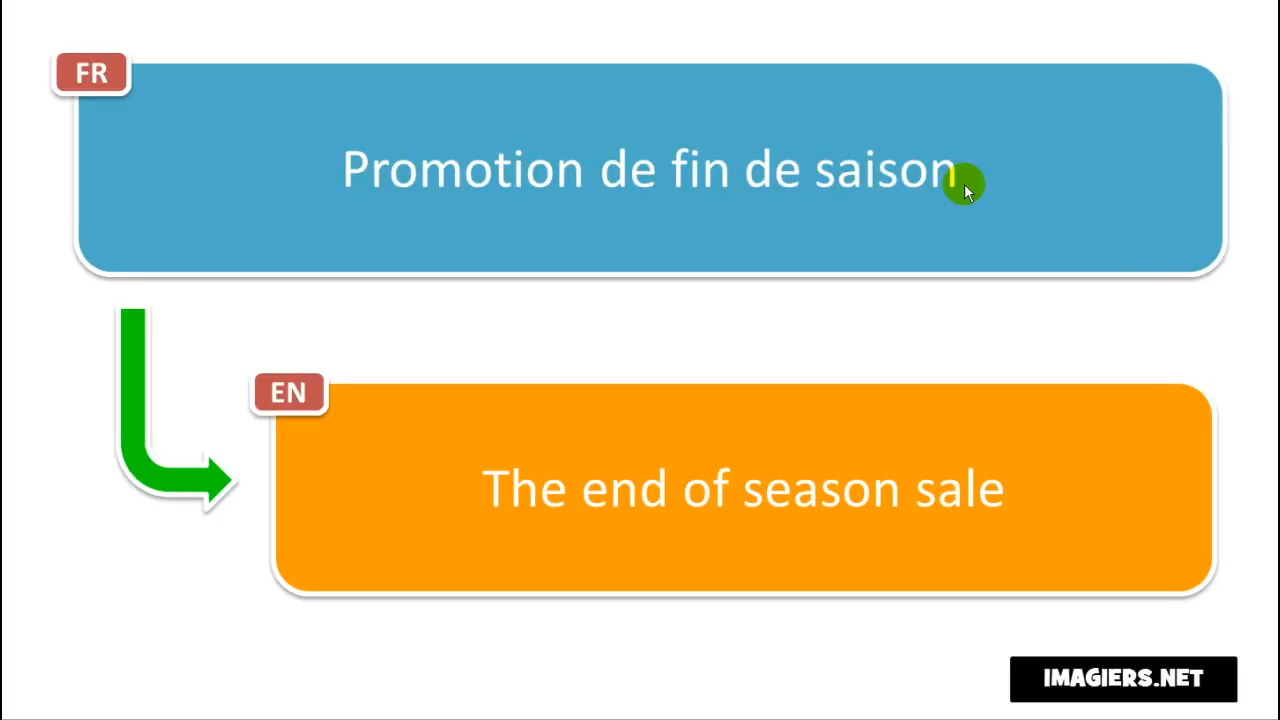 FR
Promotion de fin de saison
EN
The end of season sale
IMAGIERS.NET